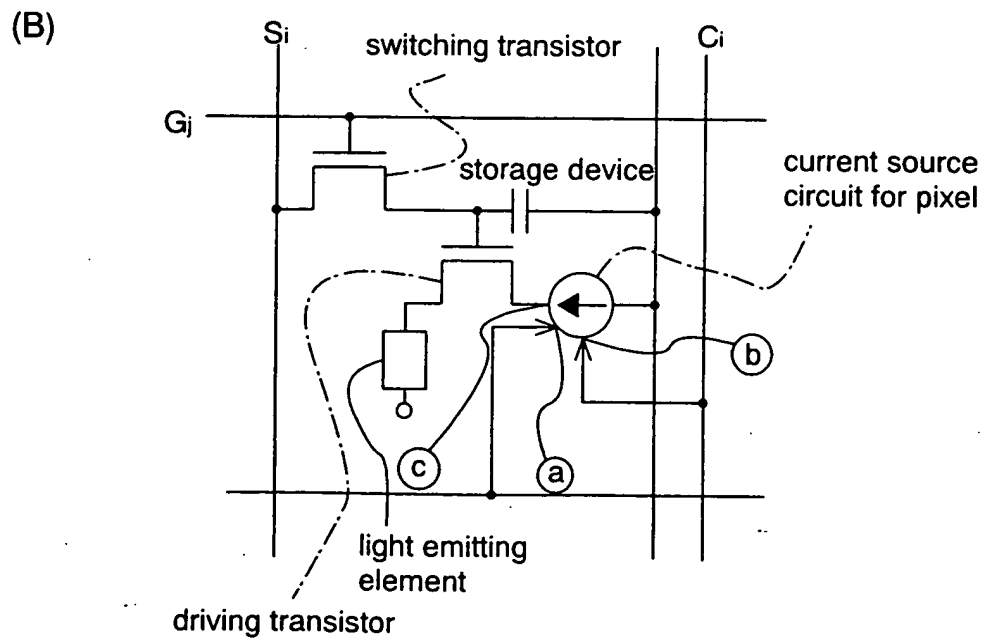 (B)
Si
Ci
switching transistor
Gj
storage device
current source
circuit for pixel
b
c
a
light emitting
element
driving transistor